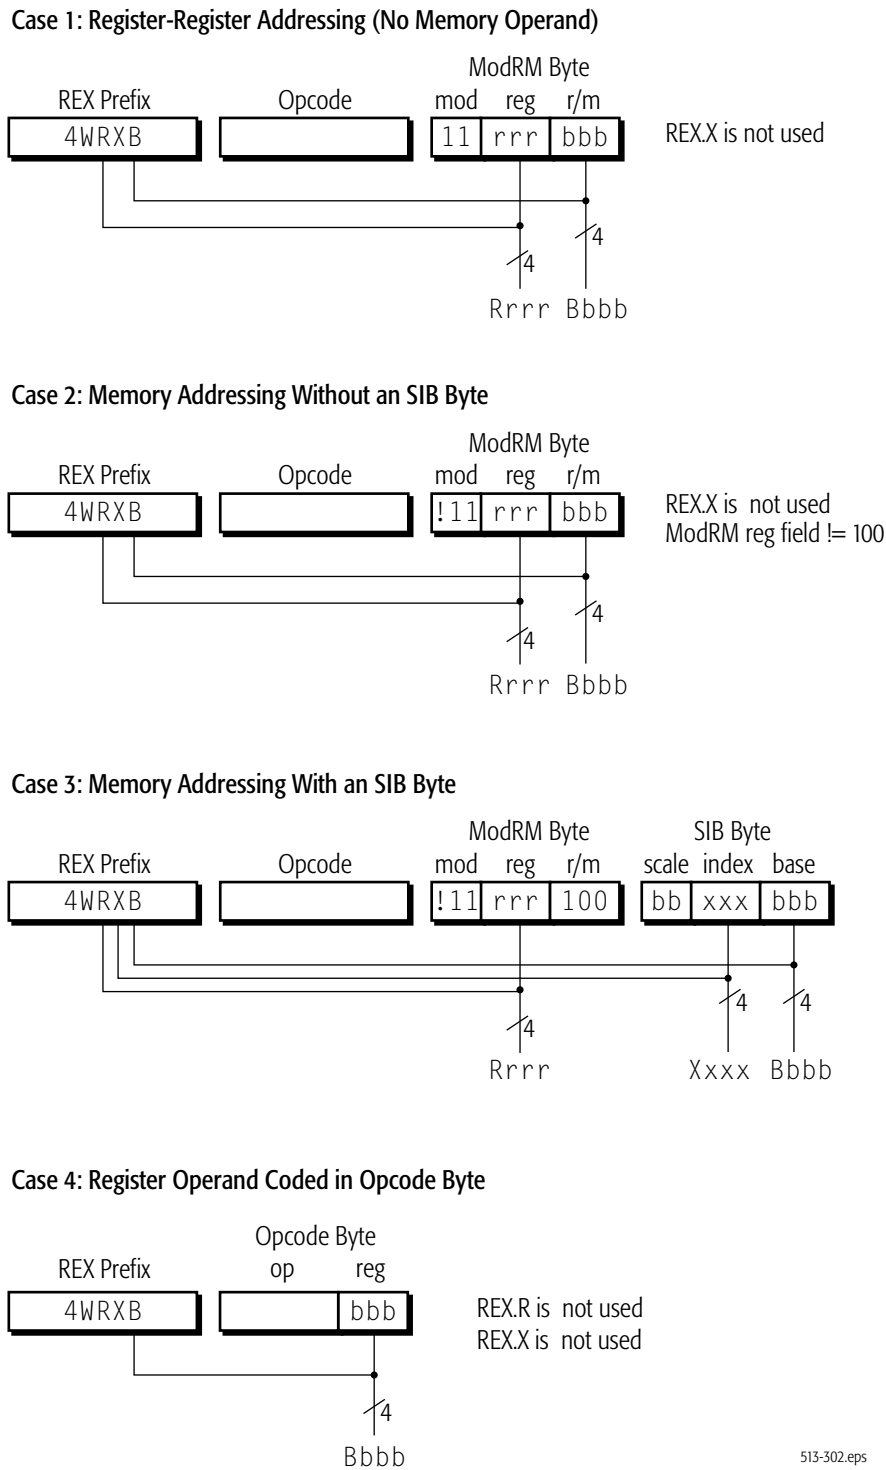 Case 1: Register-Register Addressing (No Memory Operand)
ModRM Byte
REX Prefix Opcode mod reg r/m
4WRXB 11 rrr bbb REX.X is not used
4
4
Rrrr Bbbb
Case 2: Memory Addressing Without an SIB Byte
ModRM Byte
REX Prefix Opcode mod reg r/m
4WRXB !11 rrr bbb REX.X is not used
ModRM reg field != 100
4
4
Rrrr Bbbb
Case 3: Memory Addressing With an SIB Byte
ModRM Byte SIB Byte
REX Prefix Opcode mod reg r/m scale index base
4WRXB !11 rrr 100 bb xxx bbb
4 4
4
Rrrr Xxxx Bbbb
Case 4: Register Operand Coded in Opcode Byte
Opcode Byte
REX Prefix op reg
4WRXB bbb REX.R is not used
REX.X is not used
4
Bbbb
513-302.eps